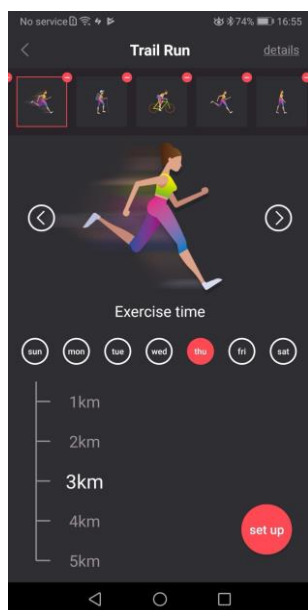 No service 74% 16:55
Trail Run details
Exercise time
sun mon tue wed thu fri sat
1km
2km
3km
4km
set up
5km